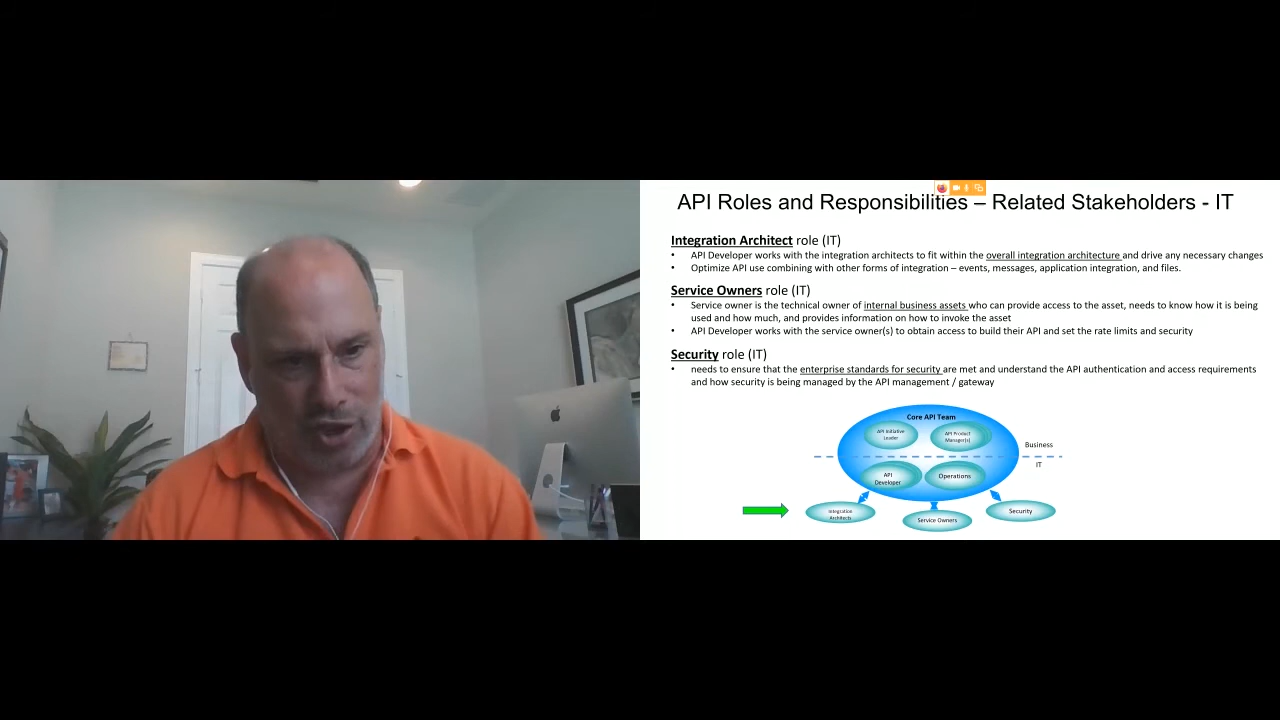 API Roles and Responsibilities – Related Stakeholders - IT
Integration Architect role (IT)
• API Developer works with the integration architects to fit within the overall integration architecture and drive any necessary changes
• Optimize API use combining with other forms of integration – events, messages, application integration, and files.
Service Owners role (IT)
• Service owner is the technical owner of internal business assets who can provide access to the asset, needs to know how it is being
used and how much, and provides information on how to invoke the asset
• API Developer works with the service owner(s) to obtain access to build their API and set the rate limits and security
Security role (IT)
• needs to ensure that the enterprise standards for security are met and understand the API authentication and access requirements
and how security is being managed by the API management / gateway
Core API Team
API Initiative
Leader
API Product
Manager(s)
Business
IT
API
Developer
Operations
Integration
Architects
Service Owners
Security